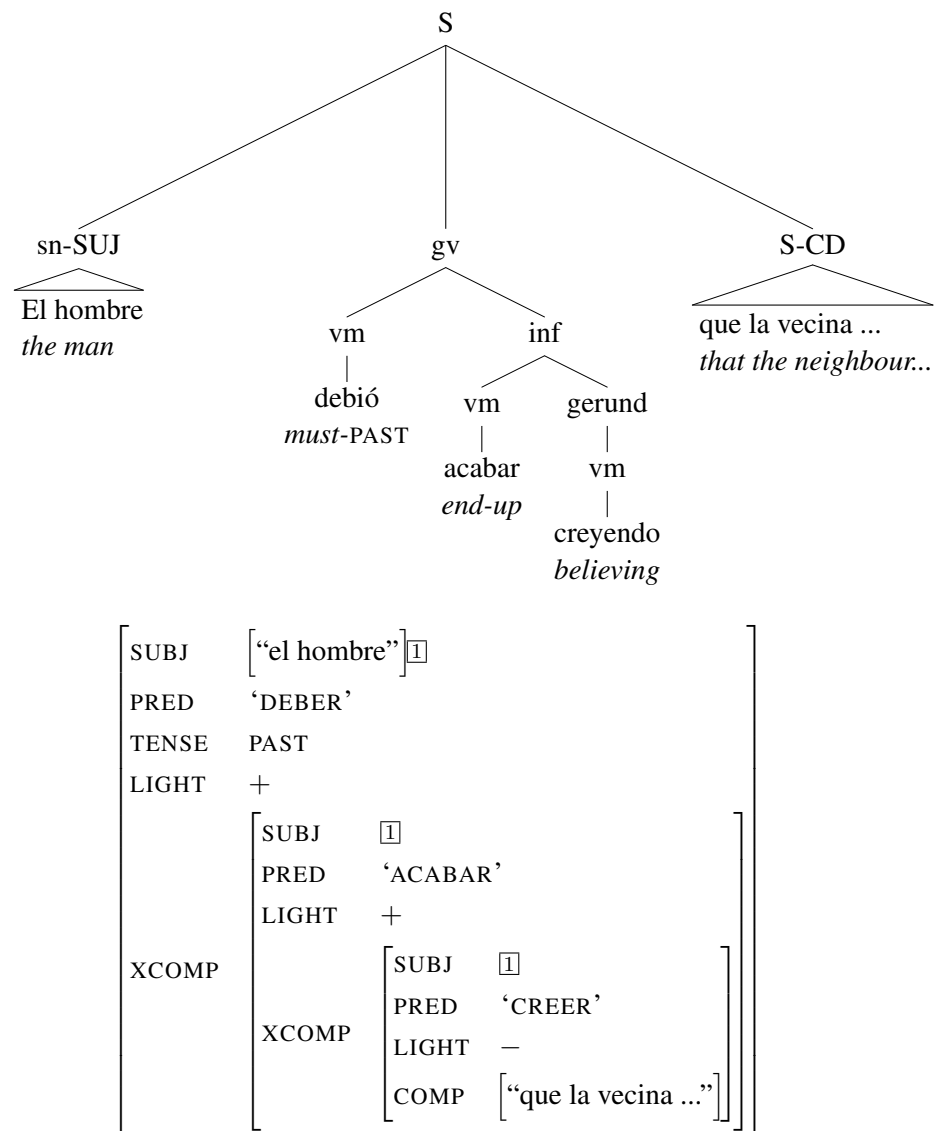 S
sn-SUJ gv S-CD
El hombre
the man
que la vecina ...
that the neighbour...
vm inf
debió
must-PAST
vm gerund
acabar
end-up
vm
creyendo
believing
SUBJ [“el hombre”] 1
PRED ‘DEBER’
TENSE PAST
LIGHT +
SUBJ 1
PRED ‘ACABAR’
LIGHT +
XCOMP
SUBJ 1
PRED ‘CREER’
XCOMP
LIGHT −
COMP [“que la vecina ...”]